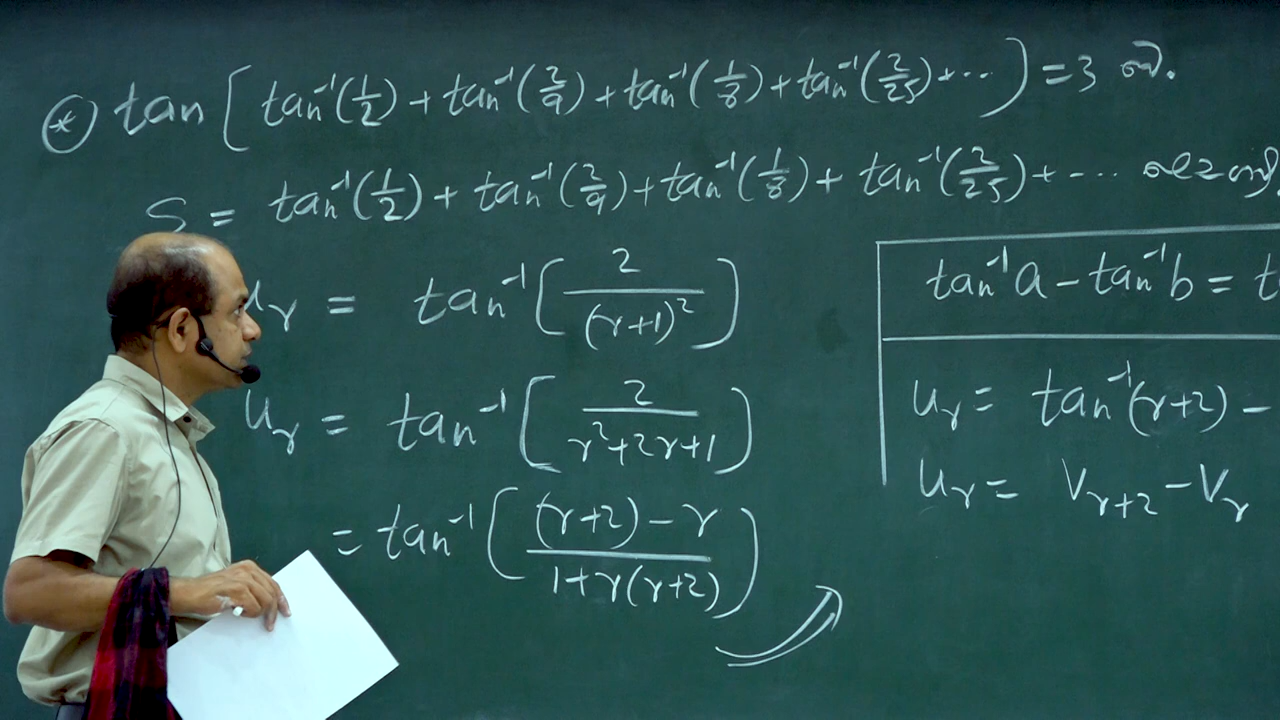 ⊛ tan [ tan⁻¹(1/2) + tan⁻¹(2/9) + tan⁻¹(1/8) + tan⁻¹(2/25) + ... ) = 3
S = tan⁻¹(1/2) + tan⁻¹(2/9) + tan⁻¹(1/8) + tan⁻¹(2/25) + ...
uᵣ = tan⁻¹[ 2/(r+1)² ]
uᵣ = tan⁻¹[ 2/(r²+2r+1) ]
= tan⁻¹( ((r+2) - r)/(1+r(r+2)) )
tan⁻¹a - tan⁻¹b = t
uᵣ = tan⁻¹(r+2) -
uᵣ = Vᵣ₊₂ - Vᵣ